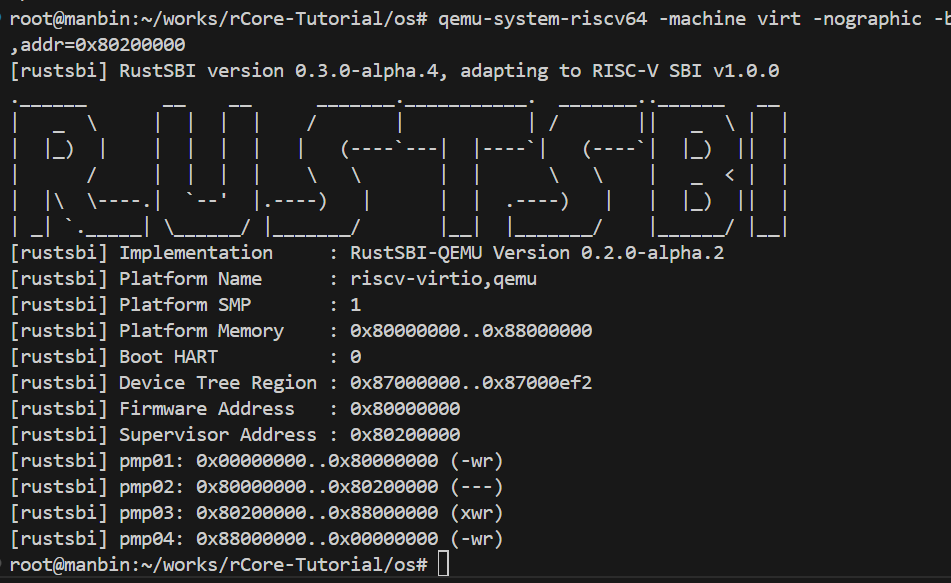 root@manbin:~/works/rCore-Tutorial/os# qemu-system-riscv64 -machine virt -nographic -b
,addr=0x80200000
[rustsbi] RustSBI version 0.3.0-alpha.4, adapting to RISC-V SBI v1.0.0
.______       __    __      _______.___________.  _______..______   __
|   _  \     |  |  |  |    /       |           | /       ||   _  \ |  |
|  |_)  |    |  |  |  |   |   (----`---|  |----`|   (----`|  |_)  ||  |
|      /     |  |  |  |    \   \       |  |      \   \    |   _  < |  |
|  |\  \----.|  `--'  |.----)   |      |  |  .----)   |   |  |_)  ||  |
| _| `._____| \______/ |_______/       |__|  |_______/    |______/ |__|
[rustsbi] Implementation     : RustSBI-QEMU Version 0.2.0-alpha.2
[rustsbi] Platform Name      : riscv-virtio,qemu
[rustsbi] Platform SMP       : 1
[rustsbi] Platform Memory    : 0x80000000..0x88000000
[rustsbi] Boot HART          : 0
[rustsbi] Device Tree Region : 0x87000000..0x87000ef2
[rustsbi] Firmware Address   : 0x80000000
[rustsbi] Supervisor Address : 0x80200000
[rustsbi] pmp01: 0x00000000..0x80000000 (-wr)
[rustsbi] pmp02: 0x80000000..0x80200000 (---)
[rustsbi] pmp03: 0x80200000..0x88000000 (xwr)
[rustsbi] pmp04: 0x88000000..0x00000000 (-wr)
root@manbin:~/works/rCore-Tutorial/os#